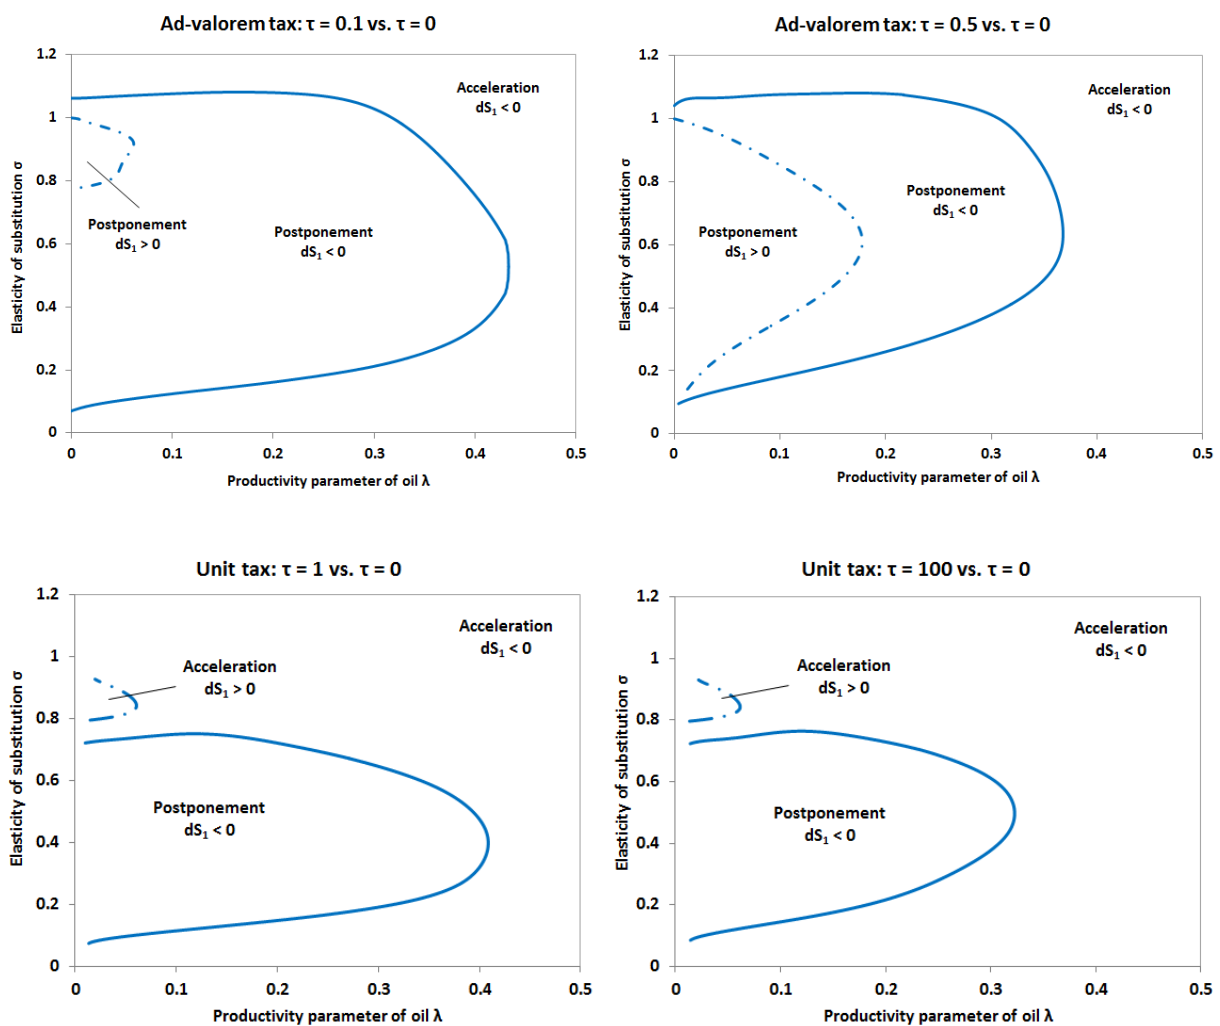 Ad-valorem tax: τ = 0.1 vs. τ = 0
1.2
1
0.8
0.6
0.4
0.2
0
Elasticity of substitution σ
Acceleration
dS₁ < 0
Postponement
dS₁ > 0
Postponement
dS₁ < 0
0 0.1 0.2 0.3 0.4 0.5
Productivity parameter of oil λ
Ad-valorem tax: τ = 0.5 vs. τ = 0
1.2
1
0.8
0.6
0.4
0.2
0
Elasticity of substitution σ
Acceleration
dS₁ < 0
Postponement
dS₁ < 0
Postponement
dS₁ > 0
0 0.1 0.2 0.3 0.4 0.5
Productivity parameter of oil λ
Unit tax: τ = 1 vs. τ = 0
1.2
1
0.8
0.6
0.4
0.2
0
Elasticity of substitution σ
Acceleration
dS₁ < 0
Acceleration
dS₁ > 0
Postponement
dS₁ < 0
0 0.1 0.2 0.3 0.4 0.5
Productivity parameter of oil λ
Unit tax: τ = 100 vs. τ = 0
1.2
1
0.8
0.6
0.4
0.2
0
Elasticity of substitution σ
Acceleration
dS₁ < 0
Acceleration
dS₁ > 0
Postponement
dS₁ < 0
0 0.1 0.2 0.3 0.4 0.5
Productivity parameter of oil λ